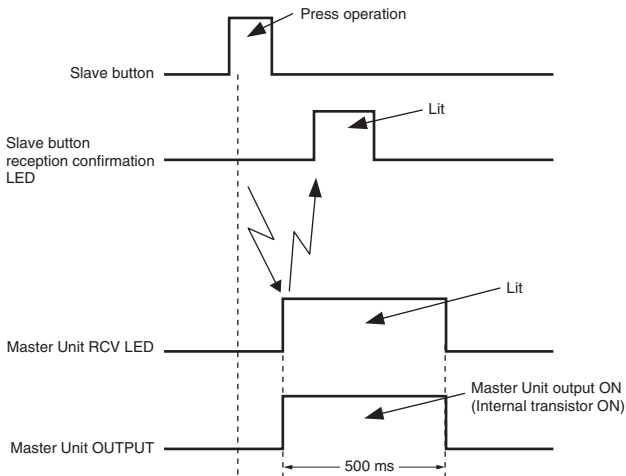 Press operation
Slave button
Lit
Slave button
reception confirmation
LED
Lit
Master Unit RCV LED
Master Unit output ON
(Internal transistor ON)
Master Unit OUTPUT
500 ms